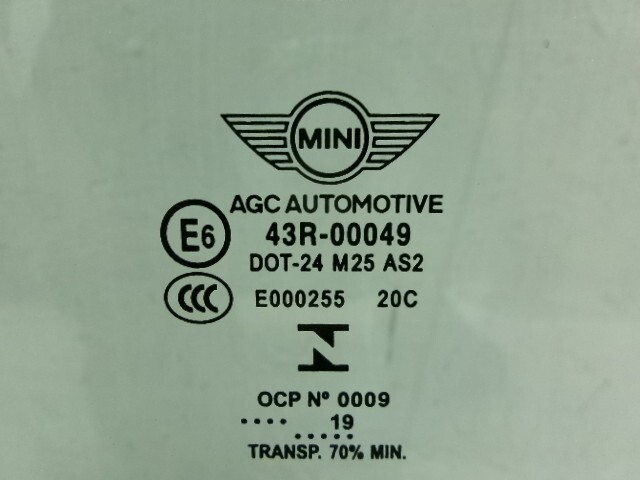 MINI
AGC AUTOMOTIVE
E6 43R-00049
DOT-24 M25 AS2
CCC E000255 20C
OCP Nº 0009
.... 19
.....
TRANSP. 70% MIN.